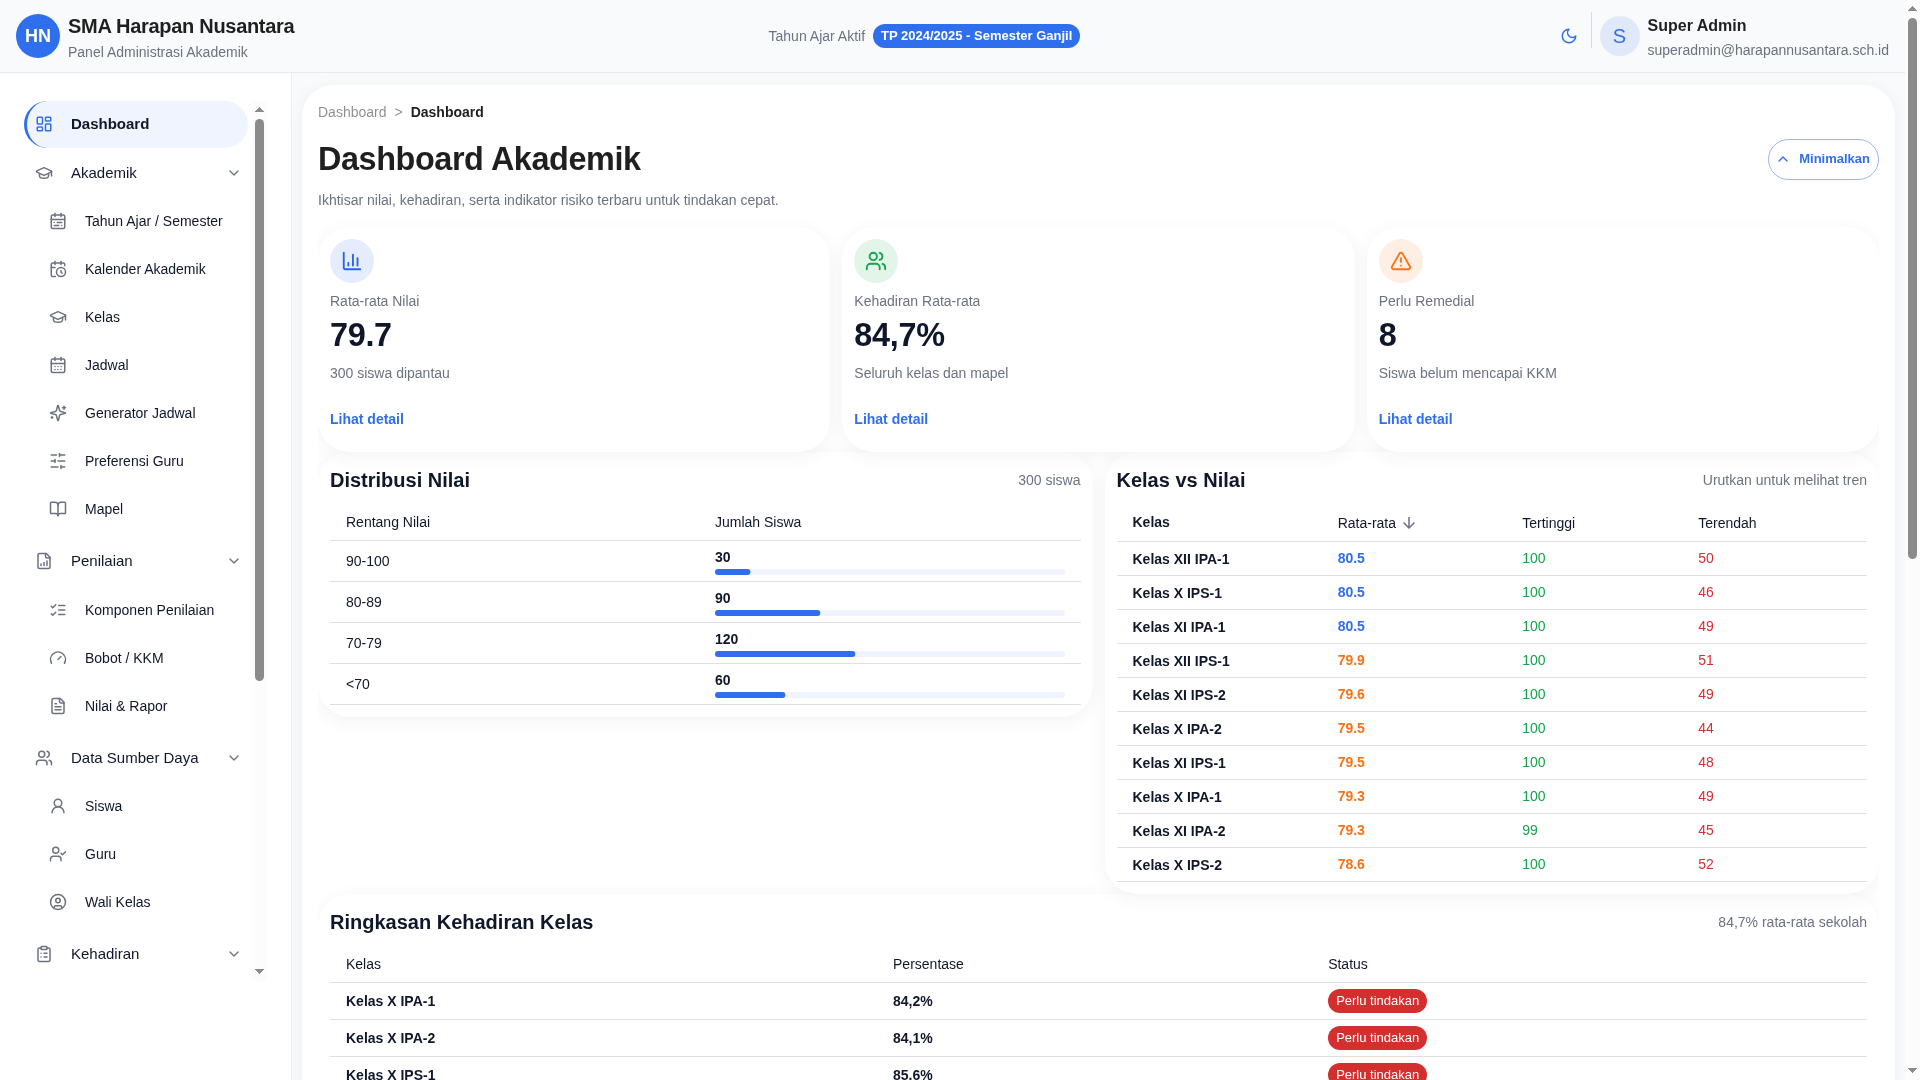 HN
SMA Harapan Nusantara
Panel Administrasi Akademik
Tahun Ajar Aktif TP 2024/2025 - Semester Ganjil
S
Super Admin
superadmin@harapannusantara.sch.id
Dashboard
Akademik
Tahun Ajar / Semester
Kalender Akademik
Kelas
Jadwal
Generator Jadwal
Preferensi Guru
Mapel
Penilaian
Komponen Penilaian
Bobot / KKM
Nilai & Rapor
Data Sumber Daya
Siswa
Guru
Wali Kelas
Kehadiran
Dashboard > Dashboard
Dashboard Akademik
Minimalkan
Ikhtisar nilai, kehadiran, serta indikator risiko terbaru untuk tindakan cepat.
Rata-rata Nilai
79.7
300 siswa dipantau
Lihat detail
Kehadiran Rata-rata
84,7%
Seluruh kelas dan mapel
Lihat detail
Perlu Remedial
8
Siswa belum mencapai KKM
Lihat detail
Distribusi Nilai 300 siswa
Rentang Nilai Jumlah Siswa
90-100 30
80-89 90
70-79 120
<70 60
Kelas vs Nilai Urutkan untuk melihat tren
Kelas Rata-rata Tertinggi Terendah
Kelas XII IPA-1 80.5 100 50
Kelas X IPS-1 80.5 100 46
Kelas XI IPA-1 80.5 100 49
Kelas XII IPS-1 79.9 100 51
Kelas XI IPS-2 79.6 100 49
Kelas X IPA-2 79.5 100 44
Kelas XI IPS-1 79.5 100 48
Kelas X IPA-1 79.3 100 49
Kelas XI IPA-2 79.3 99 45
Kelas X IPS-2 78.6 100 52
Ringkasan Kehadiran Kelas 84,7% rata-rata sekolah
Kelas Persentase Status
Kelas X IPA-1 84,2% Perlu tindakan
Kelas X IPA-2 84,1% Perlu tindakan
Kelas X IPS-1 85,6% Perlu tindakan